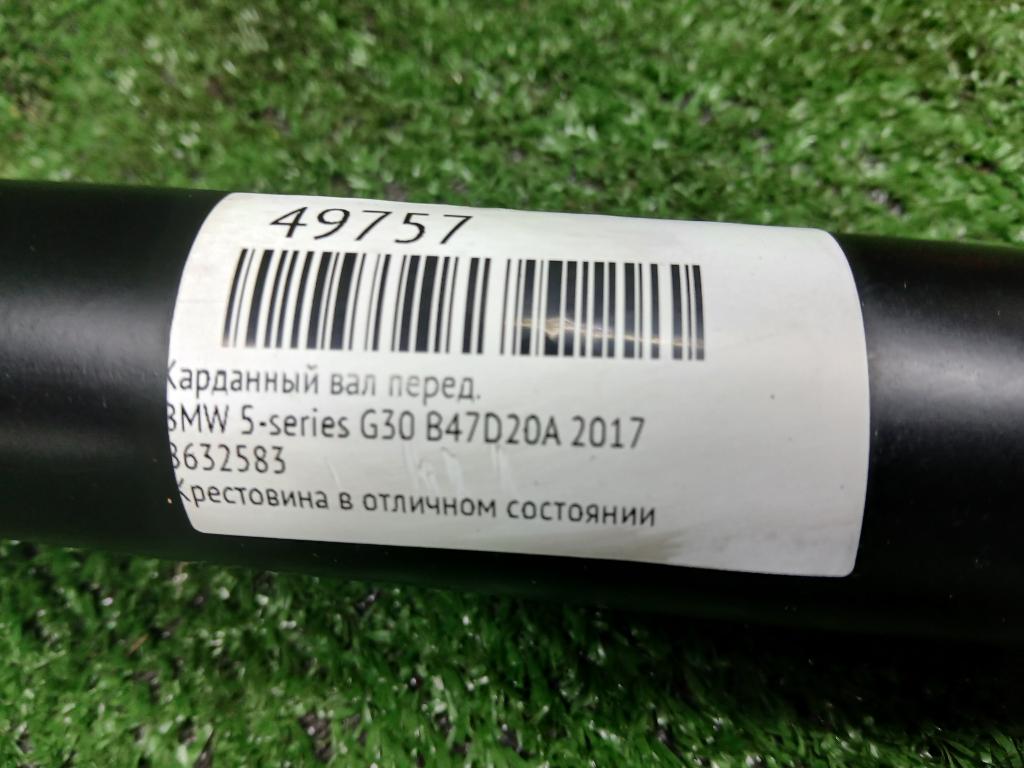 49757
Карданный вал перед.
BMW 5-series G30 B47D20A 2017
8632583
Крестовина в отличном состоянии